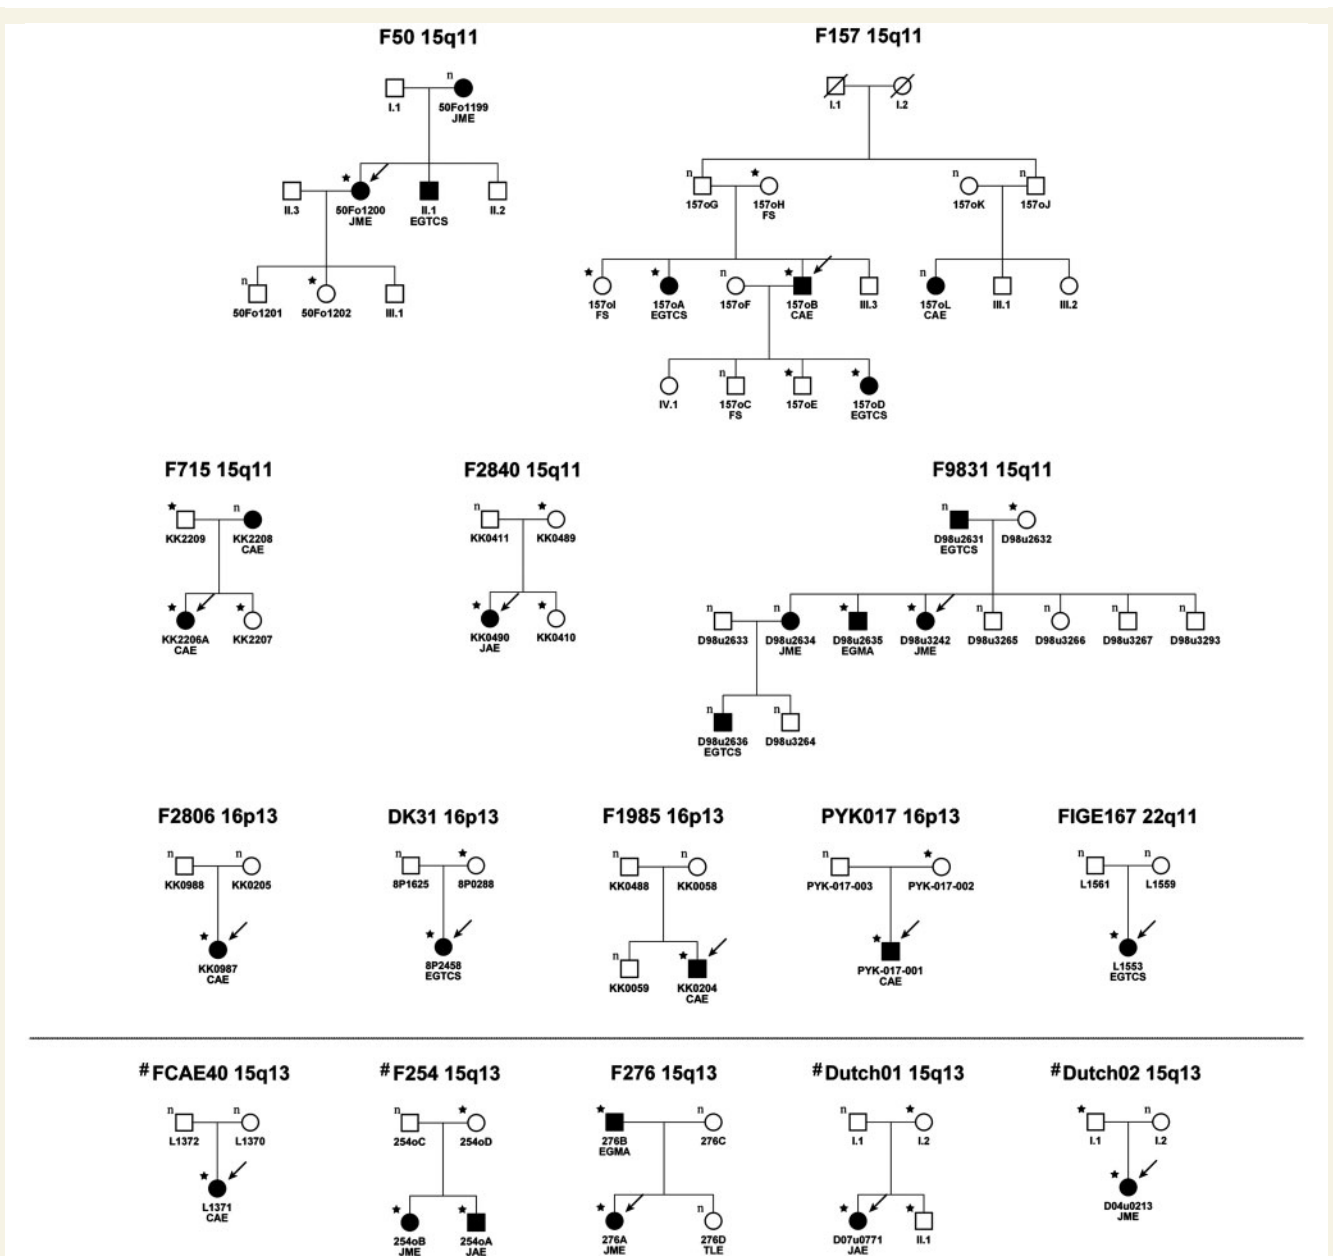 F50 15q11
F157 15q11
n
I.1
50Fo1199
JME
I.1
I.2
II.3
50Fo1200
JME
II.1
EGTCS
II.2
n
157oG
157oH
FS
n
157oK
n
157oJ
n
50Fo1201
50Fo1202
III.1
157oI
FS
157oA
EGTCS
n
157oF
157oB
CAE
III.3
n
157oL
CAE
III.1
III.2
IV.1
n
157oC
FS
157oE
157oD
EGTCS
F715 15q11
F2840 15q11
F9831 15q11
KK2209
n
KK2208
CAE
n
KK0411
KK0489
n
D98u2631
EGTCS
D98u2632
KK2206A
CAE
KK2207
KK0490
JAE
KK0410
n
D98u2633
n
D98u2634
JME
D98u2635
EGMA
D98u3242
JME
n
D98u3265
n
D98u3266
n
D98u3267
n
D98u3293
n
D98u2636
EGTCS
n
D98u3264
F2806 16p13
DK31 16p13
F1985 16p13
PYK017 16p13
FIGE167 22q11
n
KK0988
n
KK0205
n
8P1625
8P0288
n
KK0488
n
KK0058
n
PYK-017-003
PYK-017-002
n
L1561
n
L1559
KK0987
CAE
8P2458
EGTCS
n
KK0059
KK0204
CAE
PYK-017-001
CAE
L1553
EGTCS
#FCAE40 15q13
#F254 15q13
F276 15q13
#Dutch01 15q13
#Dutch02 15q13
n
L1372
n
L1370
n
254oC
254oD
276B
EGMA
n
276C
n
I.1
I.2
I.1
n
I.2
L1371
CAE
254oB
JME
254oA
JAE
276A
JME
n
276D
TLE
D07u0771
JAE
II.1
D04u0213
JME